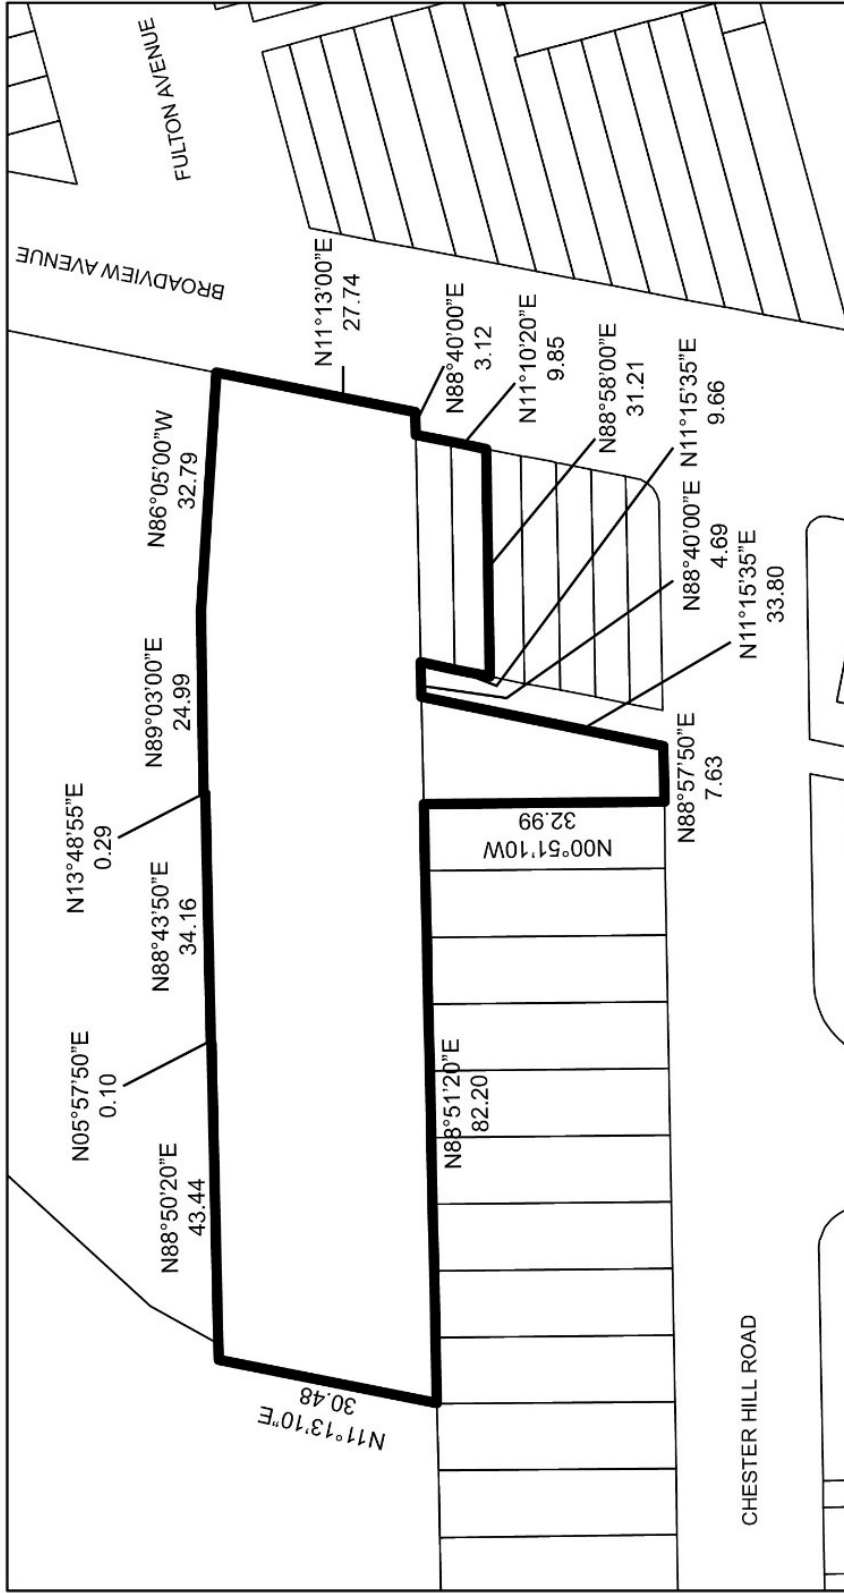 FULTON AVENUE
BROADVIEW AVENUE
N11°13'00"E
27.74
N88°40'00"E
3.12
N11°10'20"E
9.85
N88°58'00"E
31.21
N11°15'35"E
9.66
N88°40'00"E
4.69
N11°15'35"E
33.80
N88°57'50"E
7.63
N00°51'10W
32.99
N88°51'20"E
82.20
N11°13'10"E
30.48
N88°50'20"E
43.44
N05°57'50"E
0.10
N88°43'50"E
34.16
N13°48'55"E
0.29
N89°03'00"E
24.99
N86°05'00"W
32.79
CHESTER HILL ROAD